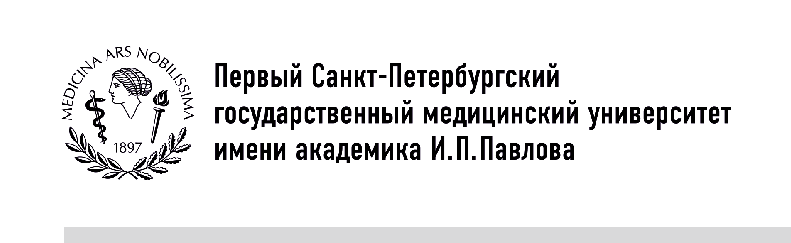 MEDICINA ARS NOBILISSIMA
1897
Первый Санкт-Петербургский
государственный медицинский университет
имени академика И.П.Павлова